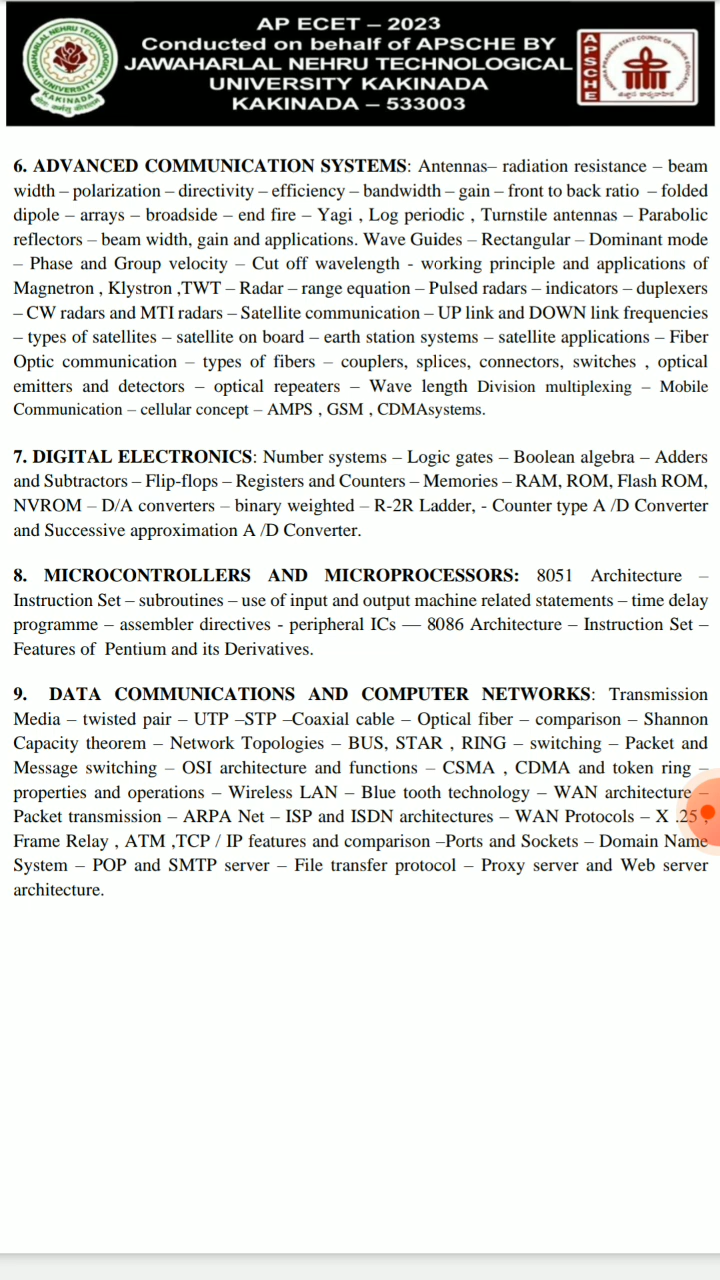 AP ECET – 2023
Conducted on behalf of APSCHE BY
JAWAHARLAL NEHRU TECHNOLOGICAL
UNIVERSITY KAKINADA
KAKINADA – 533003
JAWAHARLAL NEHRU TECHNOLOGICAL
UNIVERSITY
KAKINADA
APSCHE
6. ADVANCED COMMUNICATION SYSTEMS: Antennas– radiation resistance – beam
width – polarization – directivity – efficiency – bandwidth – gain – front to back ratio – folded
dipole – arrays – broadside – end fire – Yagi , Log periodic , Turnstile antennas – Parabolic
reflectors – beam width, gain and applications. Wave Guides – Rectangular – Dominant mode
– Phase and Group velocity – Cut off wavelength - working principle and applications of
Magnetron , Klystron ,TWT – Radar – range equation – Pulsed radars – indicators – duplexers
– CW radars and MTI radars – Satellite communication – UP link and DOWN link frequencies
– types of satellites – satellite on board – earth station systems – satellite applications – Fiber
Optic communication – types of fibers – couplers, splices, connectors, switches , optical
emitters and detectors – optical repeaters – Wave length Division multiplexing – Mobile
Communication – cellular concept – AMPS , GSM , CDMAsystems.
7. DIGITAL ELECTRONICS: Number systems – Logic gates – Boolean algebra – Adders
and Subtractors – Flip-flops – Registers and Counters – Memories – RAM, ROM, Flash ROM,
NVROM – D/A converters – binary weighted – R-2R Ladder, - Counter type A /D Converter
and Successive approximation A /D Converter.
8. MICROCONTROLLERS AND MICROPROCESSORS: 8051 Architecture –
Instruction Set – subroutines – use of input and output machine related statements – time delay
programme – assembler directives - peripheral ICs — 8086 Architecture – Instruction Set –
Features of Pentium and its Derivatives.
9. DATA COMMUNICATIONS AND COMPUTER NETWORKS: Transmission
Media – twisted pair – UTP –STP –Coaxial cable – Optical fiber – comparison – Shannon
Capacity theorem – Network Topologies – BUS, STAR , RING – switching – Packet and
Message switching – OSI architecture and functions – CSMA , CDMA and token ring –
properties and operations – Wireless LAN – Blue tooth technology – WAN architecture –
Packet transmission – ARPA Net – ISP and ISDN architectures – WAN Protocols – X .25 ,
Frame Relay , ATM ,TCP / IP features and comparison –Ports and Sockets – Domain Name
System – POP and SMTP server – File transfer protocol – Proxy server and Web server
architecture.